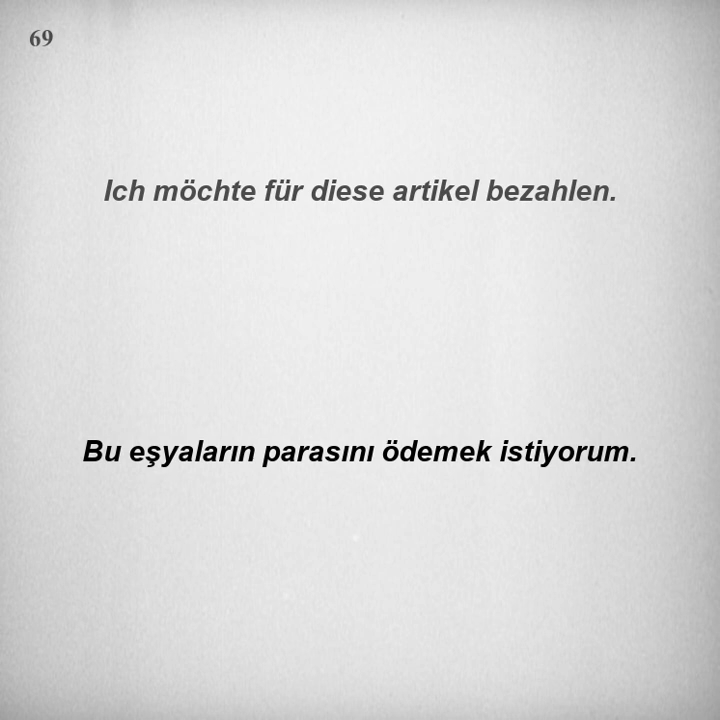 69
Ich möchte für diese artikel bezahlen.
Bu eşyaların parasını ödemek istiyorum.